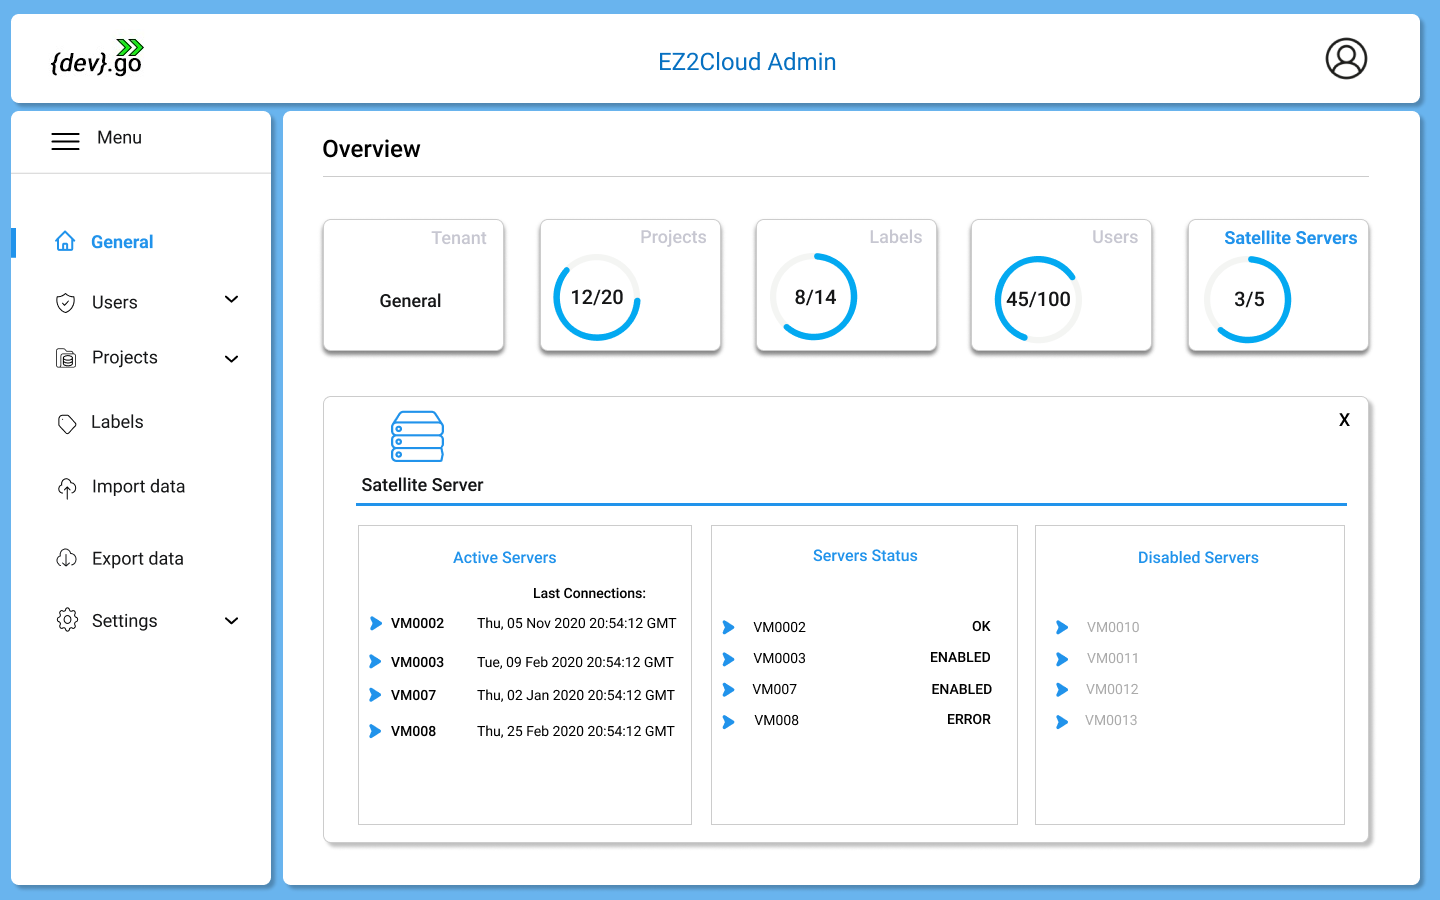 {dev}.go
EZ2Cloud Admin
Menu
General
Users
Projects
Labels
Import data
Export data
Settings
Overview
Tenant
General
Projects
12/20
Labels
8/14
Users
45/100
Satellite Servers
3/5
X
Satellite Server
Active Servers
Last Connections:
VM0002 Thu, 05 Nov 2020 20:54:12 GMT
VM0003 Tue, 09 Feb 2020 20:54:12 GMT
VM007 Thu, 02 Jan 2020 20:54:12 GMT
VM008 Thu, 25 Feb 2020 20:54:12 GMT
Servers Status
VM0002 OK
VM0003 ENABLED
VM007 ENABLED
VM008 ERROR
Disabled Servers
VM0010
VM0011
VM0012
VM0013